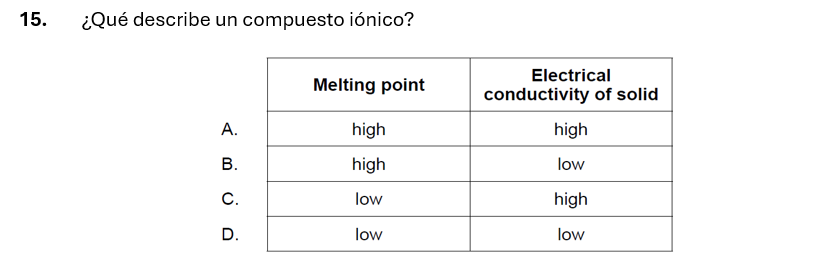 15. ¿Qué describe un compuesto iónico?
Melting point Electrical conductivity of solid
A. high high
B. high low
C. low high
D. low low